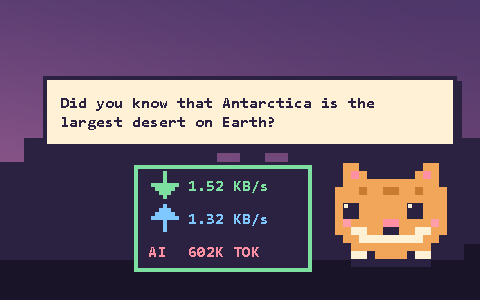 Did you know that Antarctica is the
largest desert on Earth?
1.52 KB/s
1.32 KB/s
AI 602K TOK